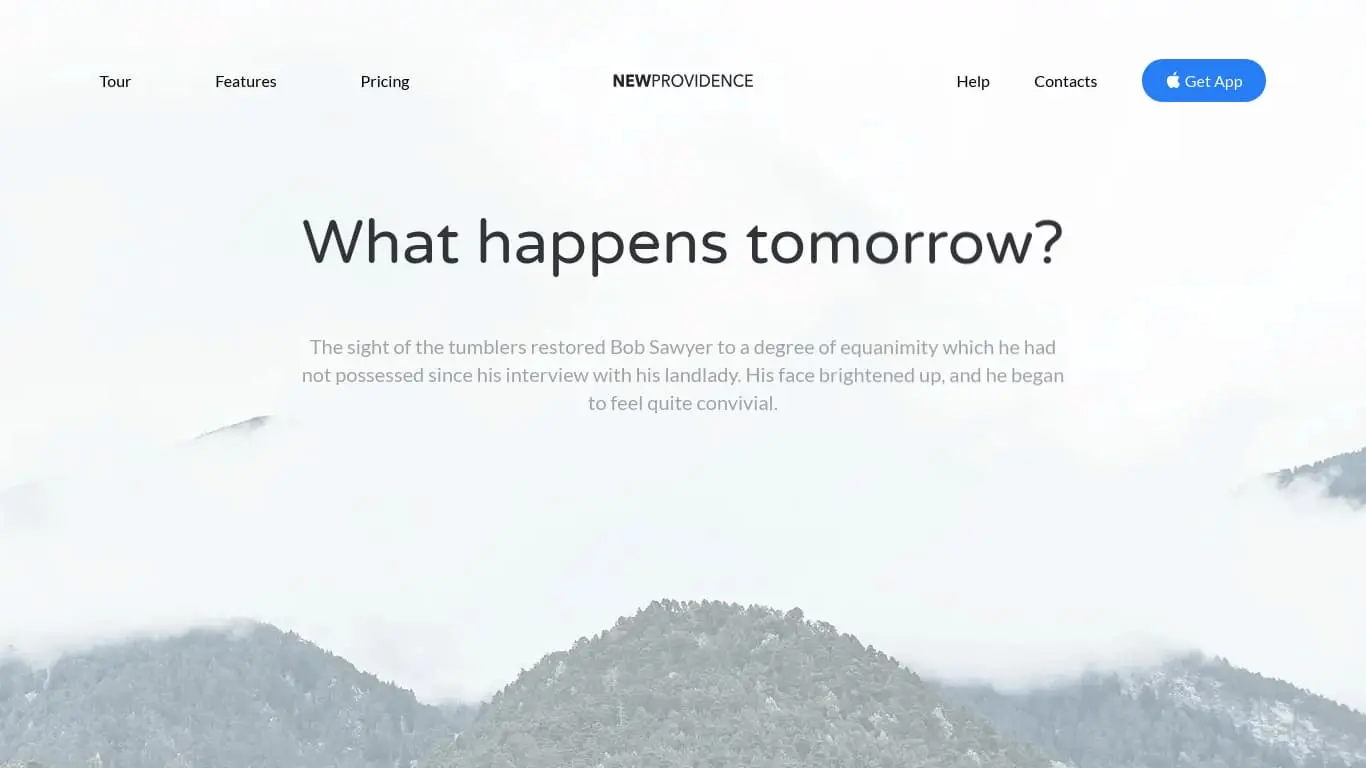 Tour Features Pricing NEWPROVIDENCE Help Contacts Get App
What happens tomorrow?
The sight of the tumblers restored Bob Sawyer to a degree of equanimity which he had
not possessed since his interview with his landlady. His face brightened up, and he began
to feel quite convivial.